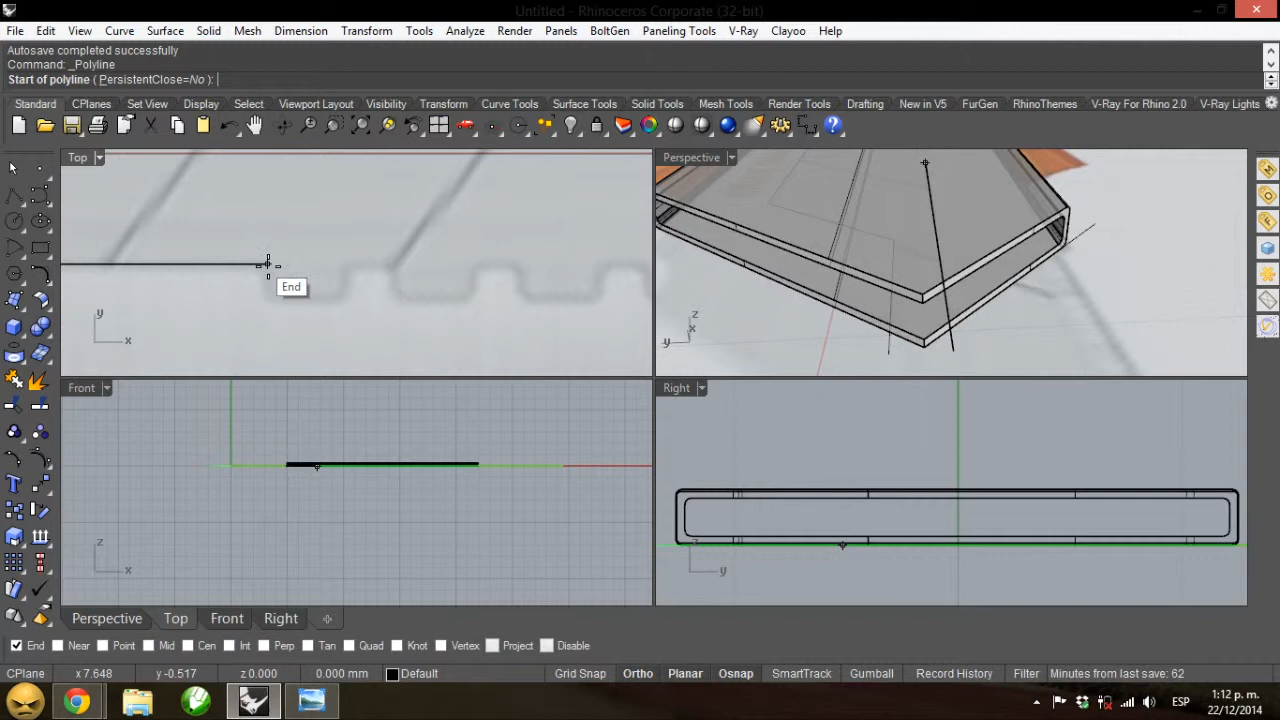 Untitled - Rhinoceros Corporate (32-bit)
File Edit View Curve Surface Solid Mesh Dimension Transform Tools Analyze Render Panels BoltGen Paneling Tools V-Ray Clayoo Help
Autosave completed successfully
Command: _Polyline
Start of polyline ( PersistentClose=No ):
Standard CPlanes Set View Display Select Viewport Layout Visibility Transform Curve Tools Surface Tools Solid Tools Mesh Tools Render Tools Drafting New in V5 FurGen RhinoThemes V-Ray For Rhino 2.0 V-Ray Lights
Top
Perspective
End
y
x
z
x
y
Front
Right
z
x
z
y
Perspective Top Front Right
End Near Point Mid Cen Int Perp Tan Quad Knot Vertex Project Disable
CPlane x 7.648 y -0.517 z 0.000 0.000 mm Default Grid Snap Ortho Planar Osnap SmartTrack Gumball Record History Filter Minutes from last save: 62
ESP
1:12 p. m.
22/12/2014